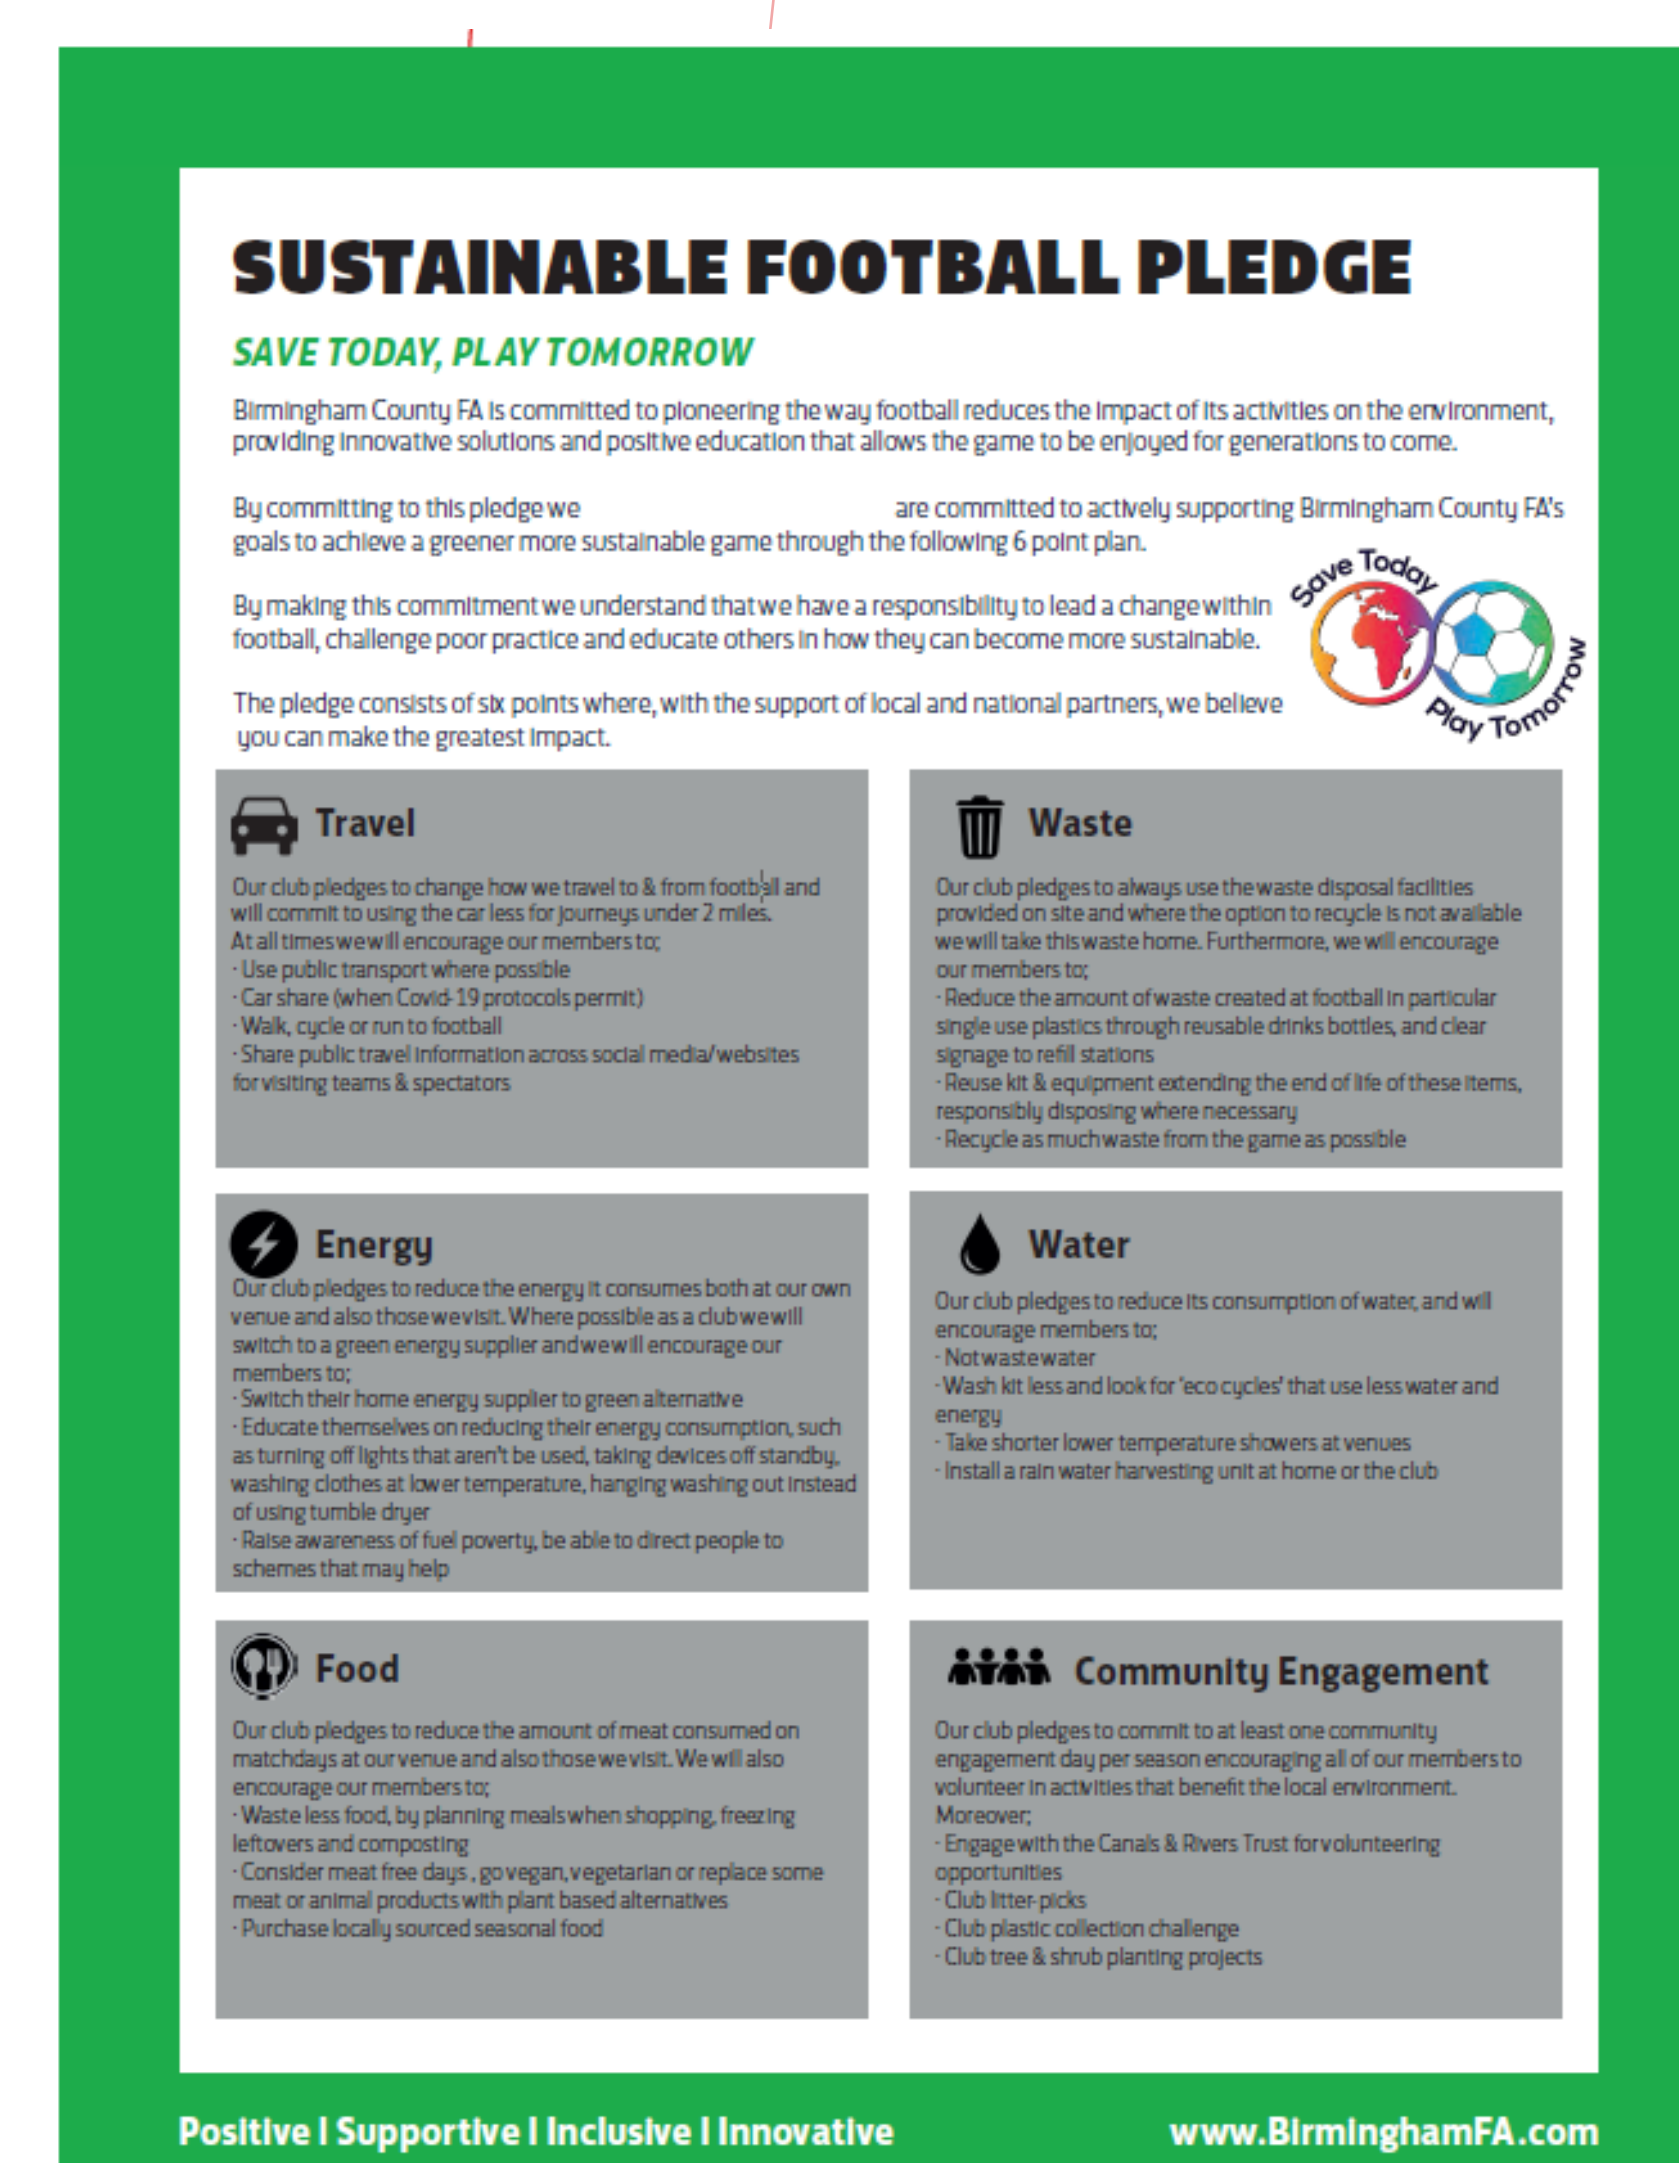 SUSTAINABLE FOOTBALL PLEDGE
SAVE TODAY, PLAY TOMORROW
Birmingham County FA is committed to pioneering the way football reduces the impact of its activities on the environment,
providing innovative solutions and positive education that allows the game to be enjoyed for generations to come.
By committing to this pledge we are committed to actively supporting Birmingham County FA's
goals to achieve a greener more sustainable game through the following 6 point plan.
Save Today
Play Tomorrow
By making this commitment we understand that we have a responsibility to lead a change within
football, challenge poor practice and educate others in how they can become more sustainable.
The pledge consists of six points where, with the support of local and national partners, we believe
you can make the greatest impact.
Travel
Our club pledges to change how we travel to & from football and
will commit to using the car less for journeys under 2 miles.
At all times we will encourage our members to;
· Use public transport where possible
· Car share (when Covid-19 protocols permit)
· Walk, cycle or run to football
· Share public travel information across social media/websites
for visiting teams & spectators
Waste
Our club pledges to always use the waste disposal facilities
provided on site and where the option to recycle is not available
we will take this waste home. Furthermore, we will encourage
our members to;
· Reduce the amount of waste created at football in particular
single use plastics through reusable drinks bottles, and clear
signage to refill stations
· Reuse kit & equipment extending the end of life of these items,
responsibly disposing where necessary
· Recycle as much waste from the game as possible
Energy
Our club pledges to reduce the energy it consumes both at our own
venue and also those we visit. Where possible as a club we will
switch to a green energy supplier and we will encourage our
members to;
· Switch their home energy supplier to green alternative
· Educate themselves on reducing their energy consumption, such
as turning off lights that aren't be used, taking devices off standby,
washing clothes at lower temperature, hanging washing out instead
of using tumble dryer
· Raise awareness of fuel poverty, be able to direct people to
schemes that may help
Water
Our club pledges to reduce its consumption of water, and will
encourage members to;
· Not waste water
· Wash kit less and look for 'eco cycles' that use less water and
energy
· Take shorter lower temperature showers at venues
· Install a rain water harvesting unit at home or the club
Food
Our club pledges to reduce the amount of meat consumed on
matchdays at our venue and also those we visit. We will also
encourage our members to;
· Waste less food, by planning meals when shopping, freezing
leftovers and composting
· Consider meat free days , go vegan, vegetarian or replace some
meat or animal products with plant based alternatives
· Purchase locally sourced seasonal food
Community Engagement
Our club pledges to commit to at least one community
engagement day per season encouraging all of our members to
volunteer in activities that benefit the local environment.
Moreover;
· Engage with the Canals & Rivers Trust for volunteering
opportunities
· Club litter-picks
· Club plastic collection challenge
· Club tree & shrub planting projects
Positive | Supportive | Inclusive | Innovative
www.BirminghamFA.com